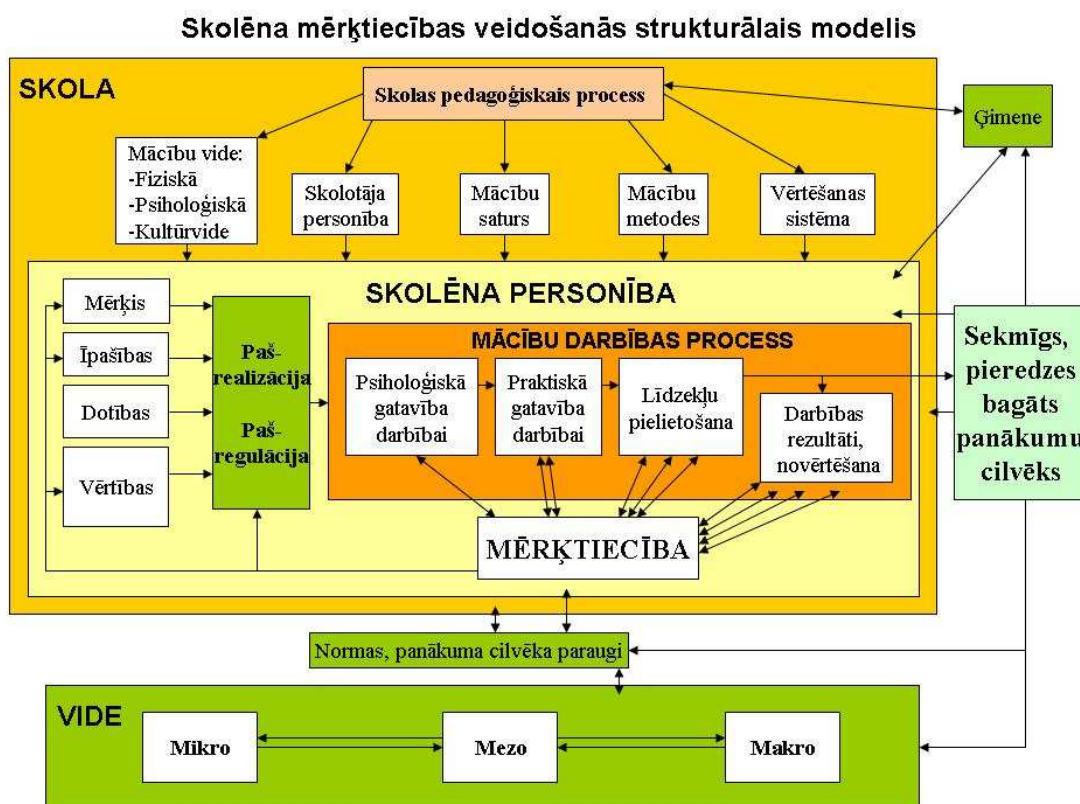 Skolēna mērķtiecības veidošanās strukturālais modelis
SKOLA
Skolas pedagoģiskais process
Ģimene
Mācību vide:
-Fiziskā
-Psiholoģiskā
-Kultūrvide
Skolotāja
personība
Mācību
saturs
Mācību
metodes
Vērtēšanas
sistēma
SKOLĒNA PERSONĪBA
Mērķis
Īpašības
Dotības
Vērtības
Paš-
realizācija
Paš-
regulācija
MĀCĪBU DARBĪBAS PROCESS
Psiholoģiskā
gatavība
darbībai
Praktiskā
gatavība
darbībai
Līdzekļu
pielietošana
Darbības
rezultāti,
novērtēšana
MĒRĶTIECĪBA
Sekmīgs,
pieredzes
bagāts
panākumu
cilvēks
Normas, panākuma cilvēka paraugi
VIDE
Mikro
Mezo
Makro